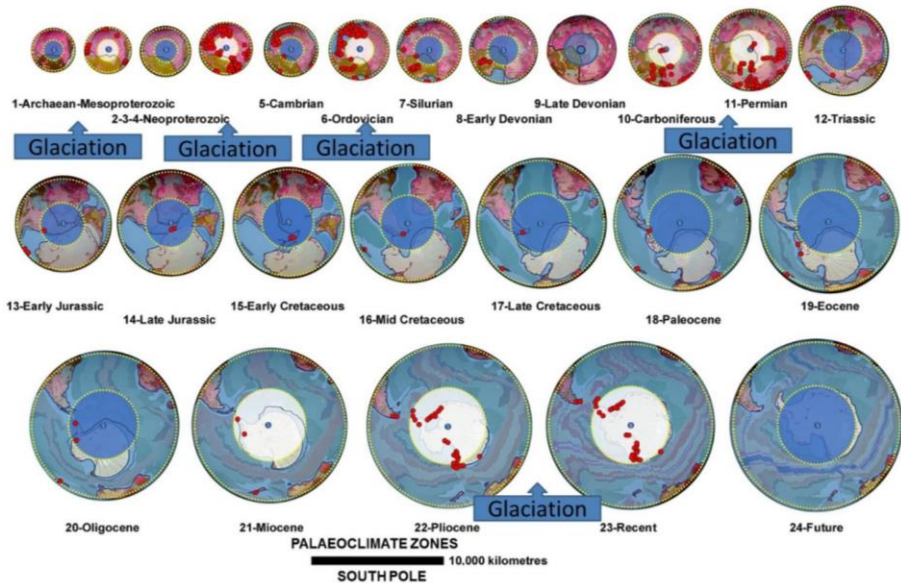 1-Archaean-Mesoproterozoic
2-3-4-Neoproterozoic
5-Cambrian
6-Ordovician
7-Silurian
8-Early Devonian
9-Late Devonian
10-Carboniferous
11-Permian
12-Triassic
Glaciation
Glaciation
Glaciation
Glaciation
13-Early Jurassic
14-Late Jurassic
15-Early Cretaceous
16-Mid Cretaceous
17-Late Cretaceous
18-Paleocene
19-Eocene
Glaciation
20-Oligocene
21-Miocene
22-Pliocene
23-Recent
24-Future
PALAEOCLIMATE ZONES
10,000 kilometres
SOUTH POLE